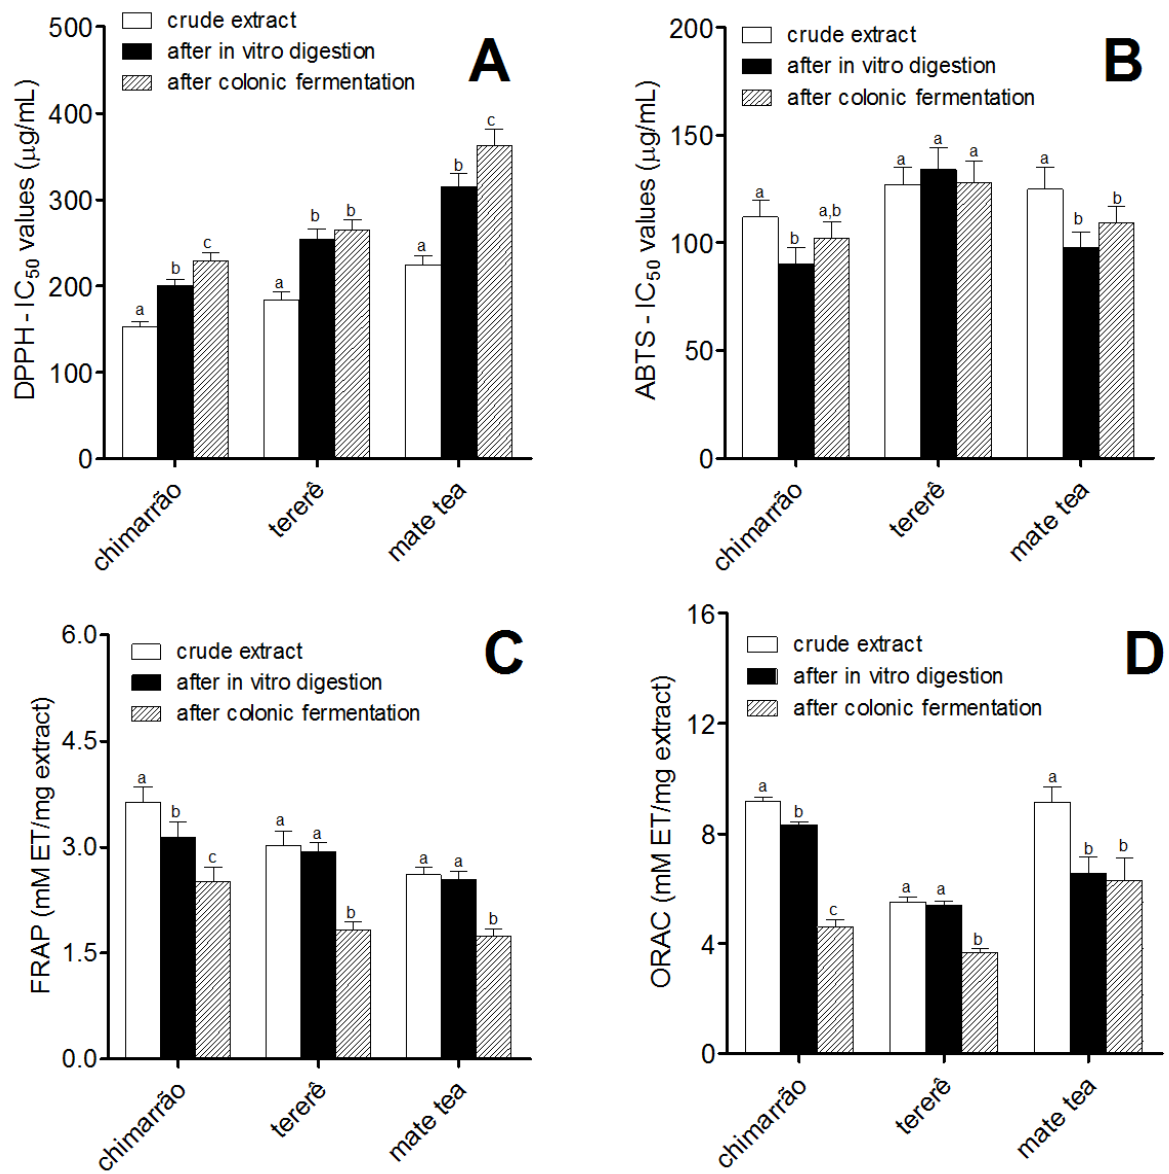 A
crude extract
after in vitro digestion
after colonic fermentation
DPPH - IC50 values (µg/mL)
500
400
300
200
100
0
a
b
c
a
b
b
a
b
c
chimarrão
tererê
mate tea
B
crude extract
after in vitro digestion
after colonic fermentation
ABTS - IC50 values (µg/mL)
200
150
100
50
0
a
b
a,b
a
a
a
a
b
b
chimarrão
tererê
mate tea
C
crude extract
after in vitro digestion
after colonic fermentation
FRAP (mM ET/mg extract)
6.0
4.5
3.0
1.5
0.0
a
b
c
a
a
b
a
a
b
chimarrão
tererê
mate tea
D
crude extract
after in vitro digestion
after colonic fermentation
ORAC (mM ET/mg extract)
16
12
8
4
0
a
b
c
a
a
b
a
b
b
chimarrão
tererê
mate tea